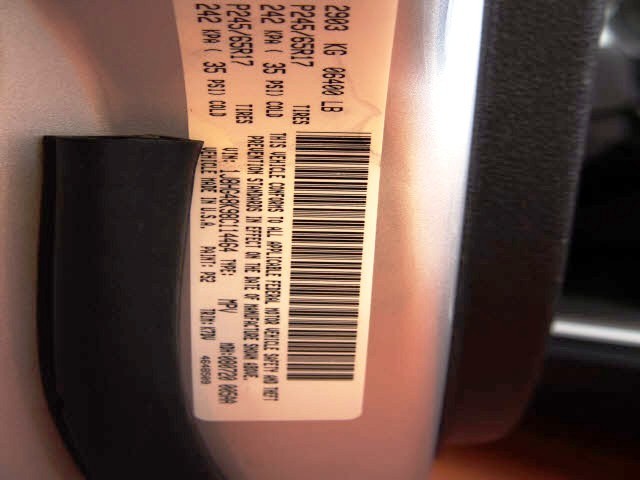 2903 KG 06400 LB
P245/65R17 TIRES
242 KPA ( 35 PSI) COLD
P245/65R17 TIRES
242 KPA ( 35 PSI) COLD
THIS VEHICLE CONFORMS TO ALL APPLICABLE FEDERAL MOTOR VEHICLE SAFETY AND THEFT
PREVENTION STANDARDS IN EFFECT ON THE DATE OF MANUFACTURE SHOWN ABOVE.
VIN: TYPE: MPV
VEHICLE MADE IN U.S.A. PAINT: PS2